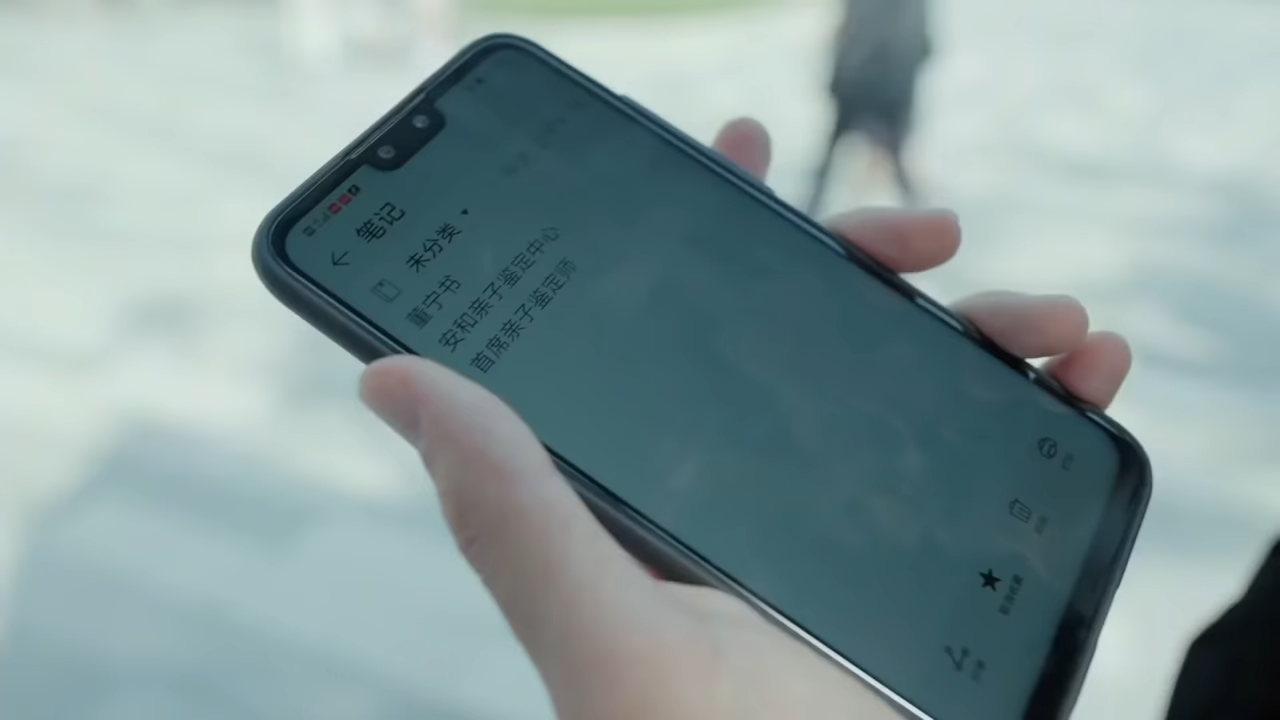 笔记
未分类
董宁书
安和亲子鉴定中心
首席亲子鉴定师